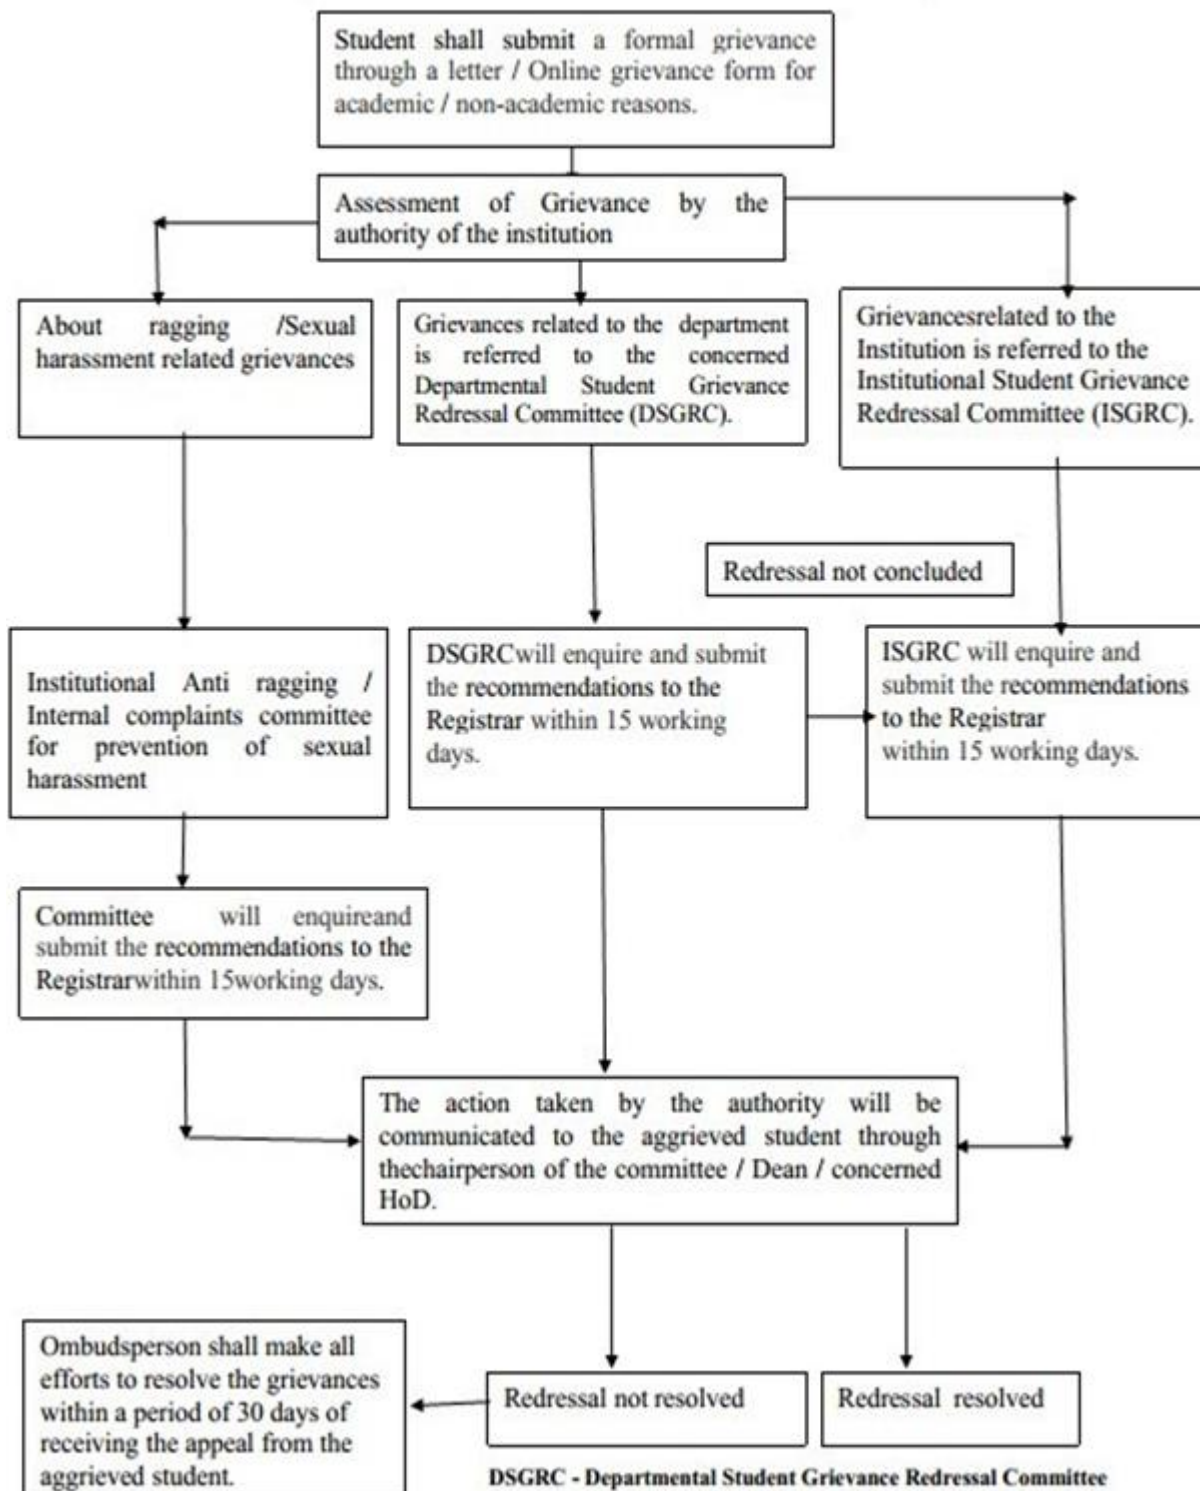 Student shall submit a formal grievance
through a letter / Online grievance form for
academic / non-academic reasons.
Assessment of Grievance by the
authority of the institution
About ragging /Sexual
harassment related grievances
Grievances related to the department
is referred to the concerned
Departmental Student Grievance
Redressal Committee (DSGRC).
Grievancesrelated to the
Institution is referred to the
Institutional Student Grievance
Redressal Committee (ISGRC).
Redressal not concluded
Institutional Anti ragging /
Internal complaints committee
for prevention of sexual
harassment
DSGRCwill enquire and submit
the recommendations to the
Registrar within 15 working
days.
ISGRC will enquire and
submit the recommendations
to the Registrar
within 15 working days.
Committee will enquireand
submit the recommendations to the
Registrarwithin 15working days.
The action taken by the authority will be
communicated to the aggrieved student through
thechairperson of the committee / Dean / concerned
HoD.
Ombudsperson shall make all
efforts to resolve the grievances
within a period of 30 days of
receiving the appeal from the
aggrieved student.
Redressal not resolved
Redressal resolved
DSGRC - Departmental Student Grievance Redressal Committee